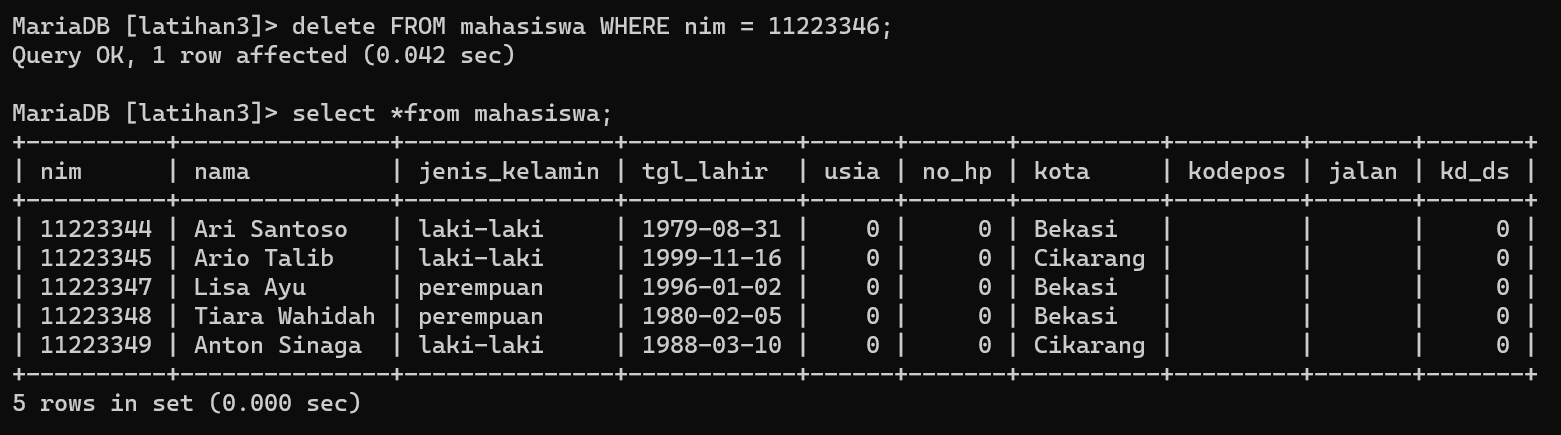 MariaDB [latihan3]> delete FROM mahasiswa WHERE nim = 11223346;
Query OK, 1 row affected (0.042 sec)

MariaDB [latihan3]> select *from mahasiswa;
+----------+---------------+---------------+------------+------+-------+----------+---------+-------+-------+
| nim      | nama          | jenis_kelamin | tgl_lahir  | usia | no_hp | kota     | kodepos | jalan | kd_ds |
+----------+---------------+---------------+------------+------+-------+----------+---------+-------+-------+
| 11223344 | Ari Santoso   | laki-laki     | 1979-08-31 |    0 |     0 | Bekasi   |         |       |     0 |
| 11223345 | Ario Talib    | laki-laki     | 1999-11-16 |    0 |     0 | Cikarang |         |       |     0 |
| 11223347 | Lisa Ayu      | perempuan     | 1996-01-02 |    0 |     0 | Bekasi   |         |       |     0 |
| 11223348 | Tiara Wahidah | perempuan     | 1980-02-05 |    0 |     0 | Bekasi   |         |       |     0 |
| 11223349 | Anton Sinaga  | laki-laki     | 1988-03-10 |    0 |     0 | Cikarang |         |       |     0 |
+----------+---------------+---------------+------------+------+-------+----------+---------+-------+-------+
5 rows in set (0.000 sec)